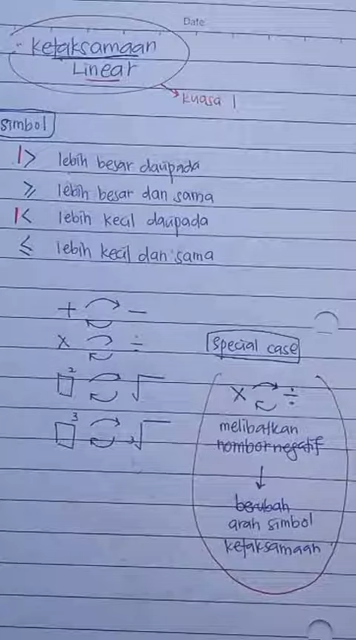 Date
- Ketaksamaan
Linear
→ kuasa 1
simbol
> lebih besar daripada
≥ lebih besar dan sama
< lebih kecil daripada
≤ lebih kecil dan sama
+ ⇄ -
× ⇄ ÷
special case
□² ⇄ √
□³ ⇄ ∛
× ⇄ ÷
melibatkan
nombor negatif
↓
berubah
arah simbol
ketaksamaan